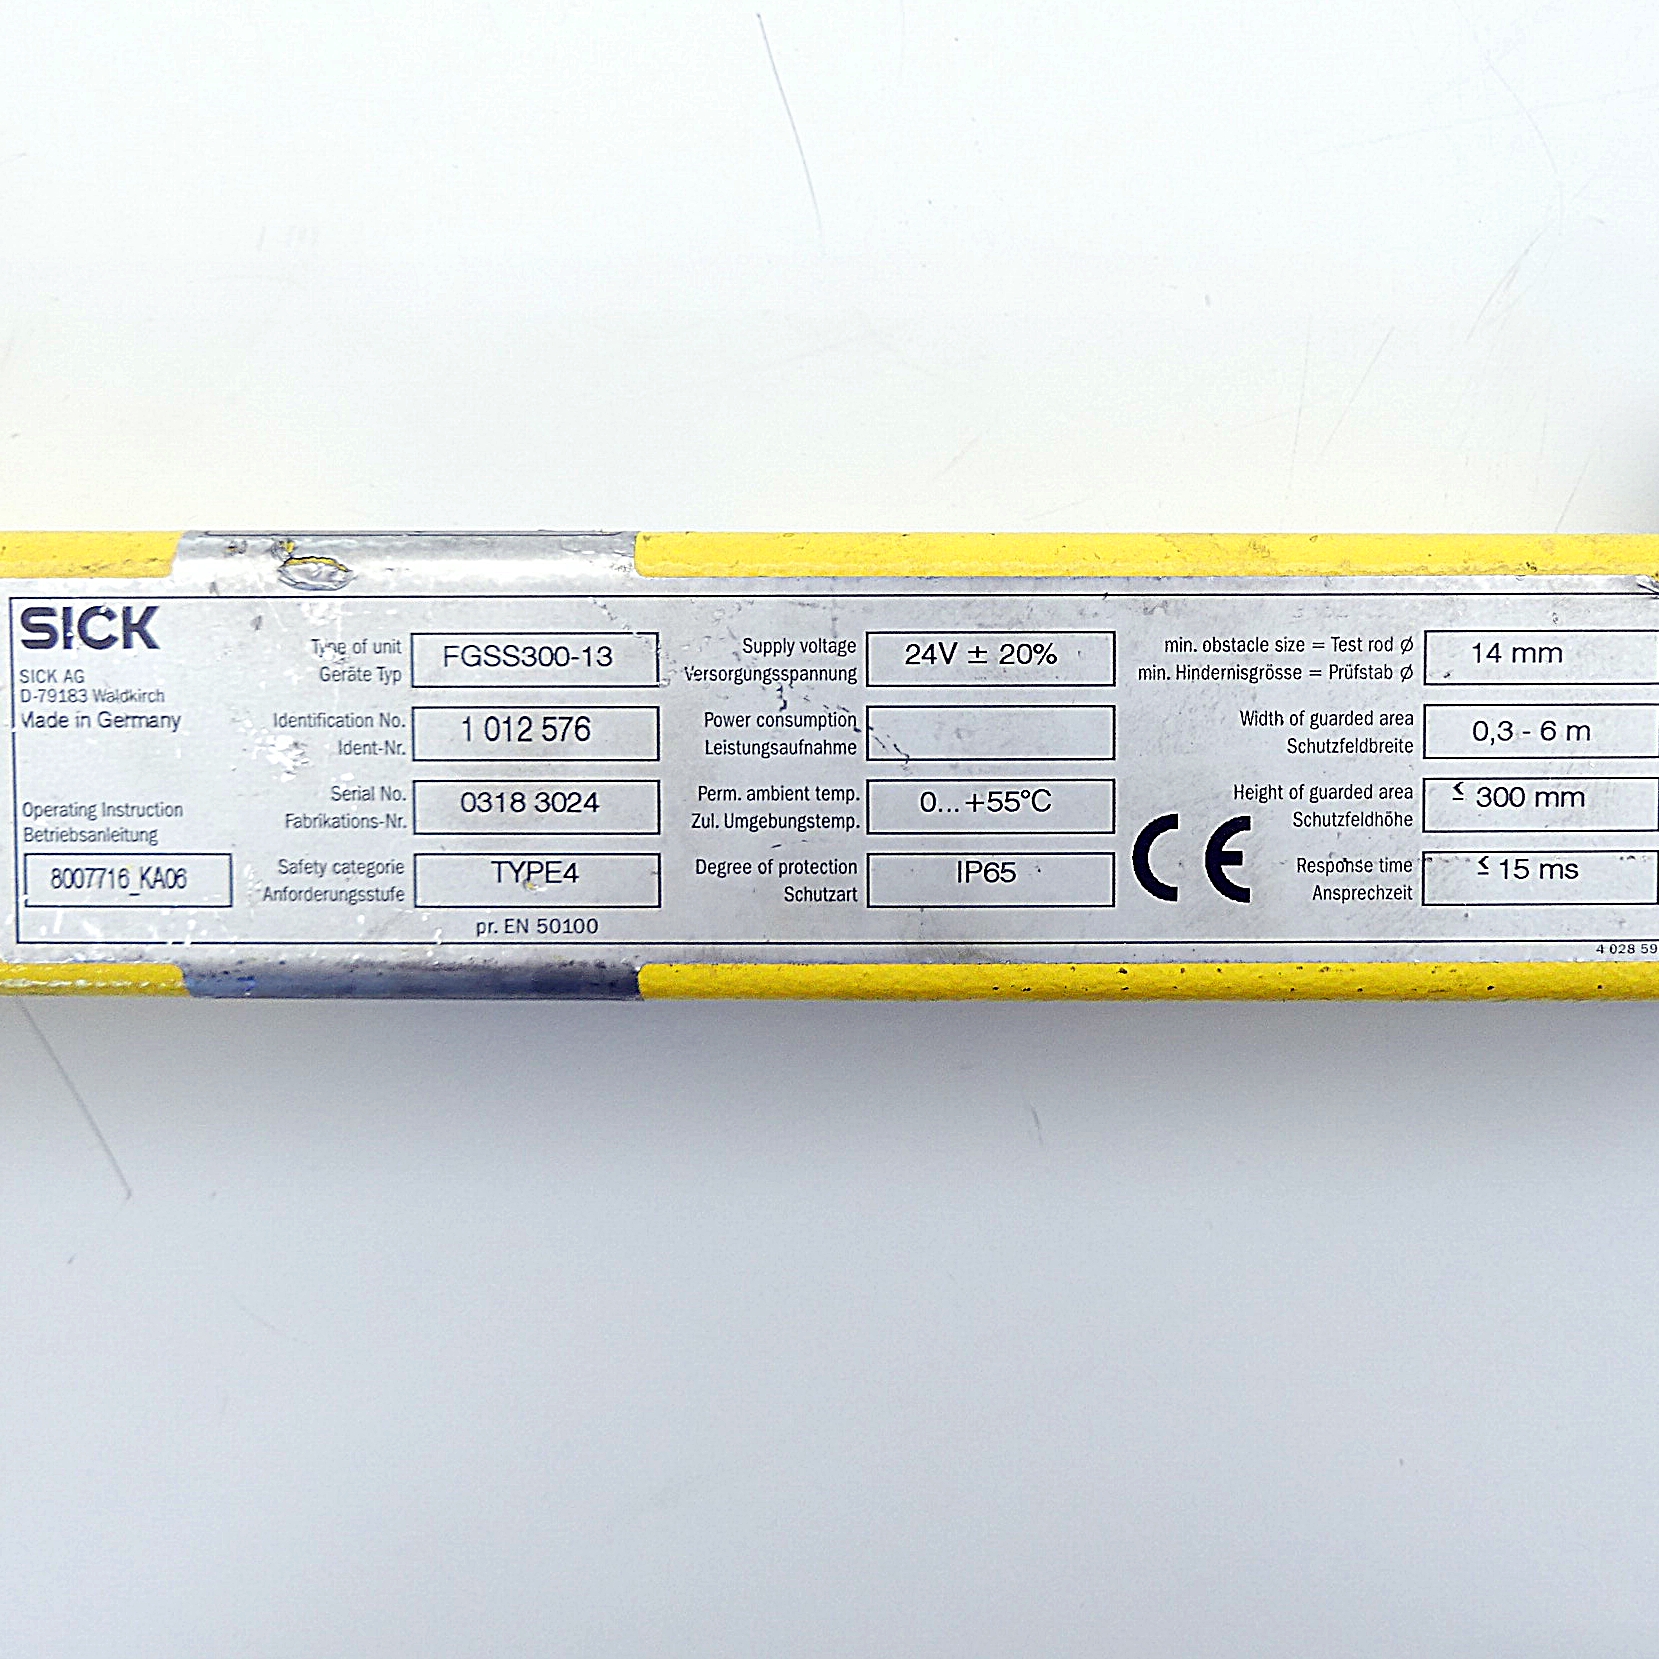 SICK
SICK AG
D-79183 Waldkirch
Made in Germany
Operating Instruction
Betriebsanleitung
8007716_KA06
Type of unit
Geräte Typ
FGSS300-13
Identification No.
Ident-Nr.
1 012 576
Serial No.
Fabrikations-Nr.
0318 3024
Safety categorie
Anforderungsstufe
TYPE4
pr. EN 50100
Supply voltage
Versorgungsspannung
24V ± 20%
Power consumption
Leistungsaufnahme
Perm. ambient temp.
Zul. Umgebungstemp.
0...+55°C
Degree of protection
Schutzart
IP65
CE
min. obstacle size = Test rod Ø
min. Hindernisgrösse = Prüfstab Ø
14 mm
Width of guarded area
Schutzfeldbreite
0,3 - 6 m
Height of guarded area
Schutzfeldhöhe
≤ 300 mm
Response time
Ansprechzeit
≤ 15 ms
4 028 59